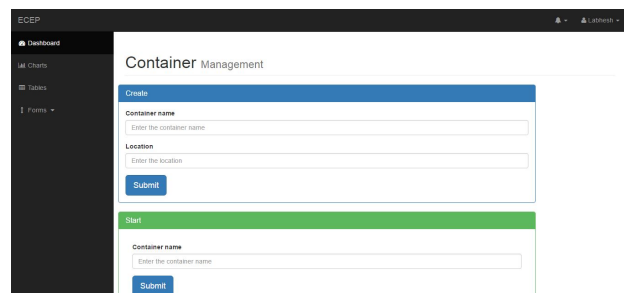 ECEP
Labhesh
Dashboard
Charts
Tables
Forms
Container Management
Create
Container name
Enter the container name
Location
Enter the location
Submit
Start
Container name
Enter the container name
Submit